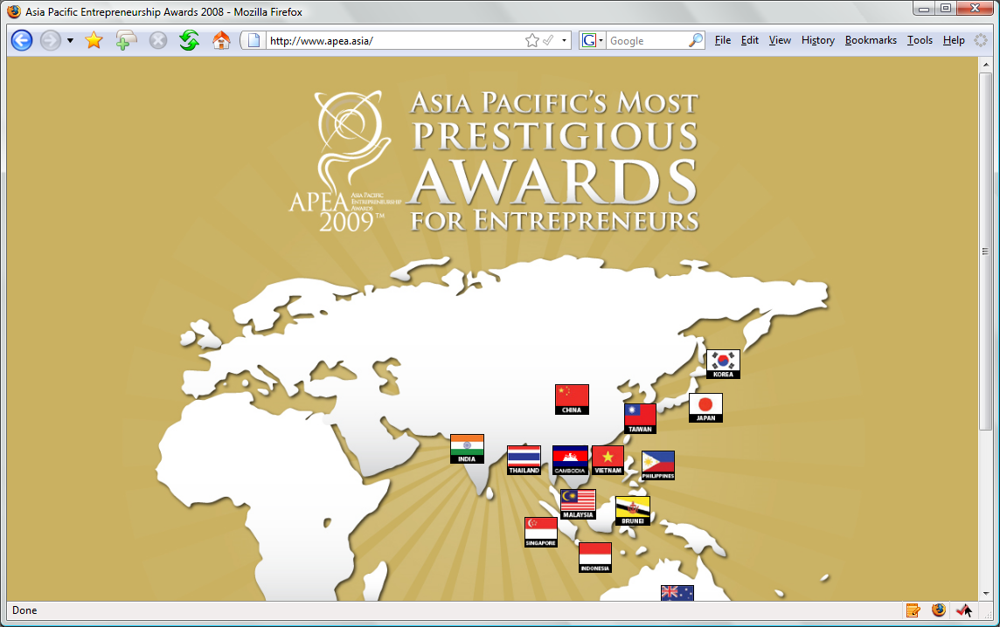 Asia Pacific Entrepreneurship Awards 2008 - Mozilla Firefox
http://www.apea.asia/
G
Google
File Edit View History Bookmarks Tools Help
ASIA PACIFIC'S MOST
PRESTIGIOUS
AWARDS
FOR ENTREPRENEURS
APEA
ASIA PACIFIC
ENTREPRENEURSHIP
AWARDS
2009™
KOREA
CHINA
JAPAN
TAIWAN
INDIA
THAILAND
CAMBODIA
VIETNAM
PHILIPPINES
MALAYSIA
BRUNEI
SINGAPORE
INDONESIA
Done